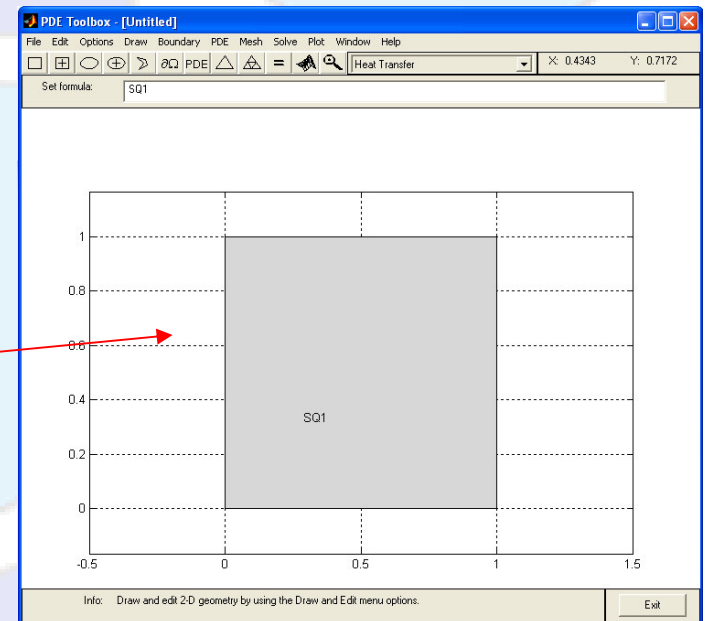 PDE Toolbox - [Untitled]
File Edit Options Draw Boundary PDE Mesh Solve Plot Window Help
∂Ω PDE = Heat Transfer X: 0.4343 Y: 0.7172
Set formula: SQ1
1
0.8
0.6
0.4
SQ1
0.2
0
-0.5 0 0.5 1 1.5
Info: Draw and edit 2-D geometry by using the Draw and Edit menu options. Exit